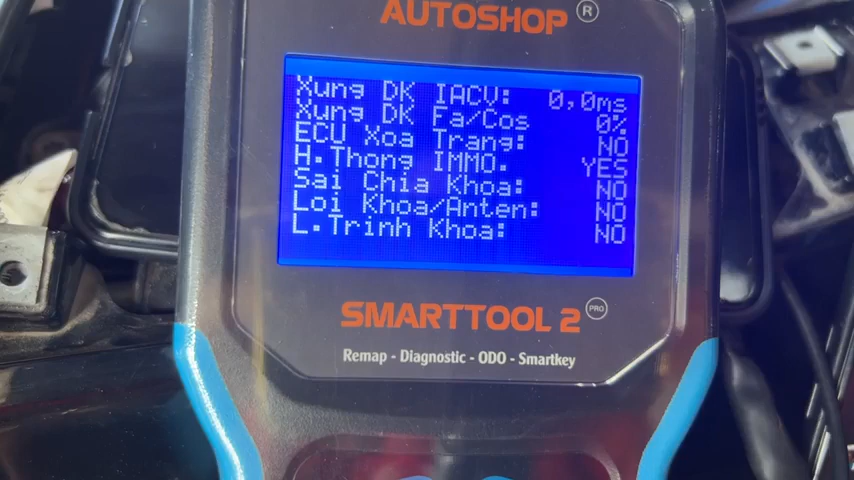 AUTOSHOP ®
Xung DK IACV: 0,0ms
Xung DK Fa/Cos 0%
ECU Xoa Trang: NO
H.Thong IMMO. YES
Sai Chia Khoa: NO
Loi Khoa/Anten: NO
L.Trinh Khoa: NO
SMARTTOOL 2 PRO
Remap - Diagnostic - ODO - Smartkey